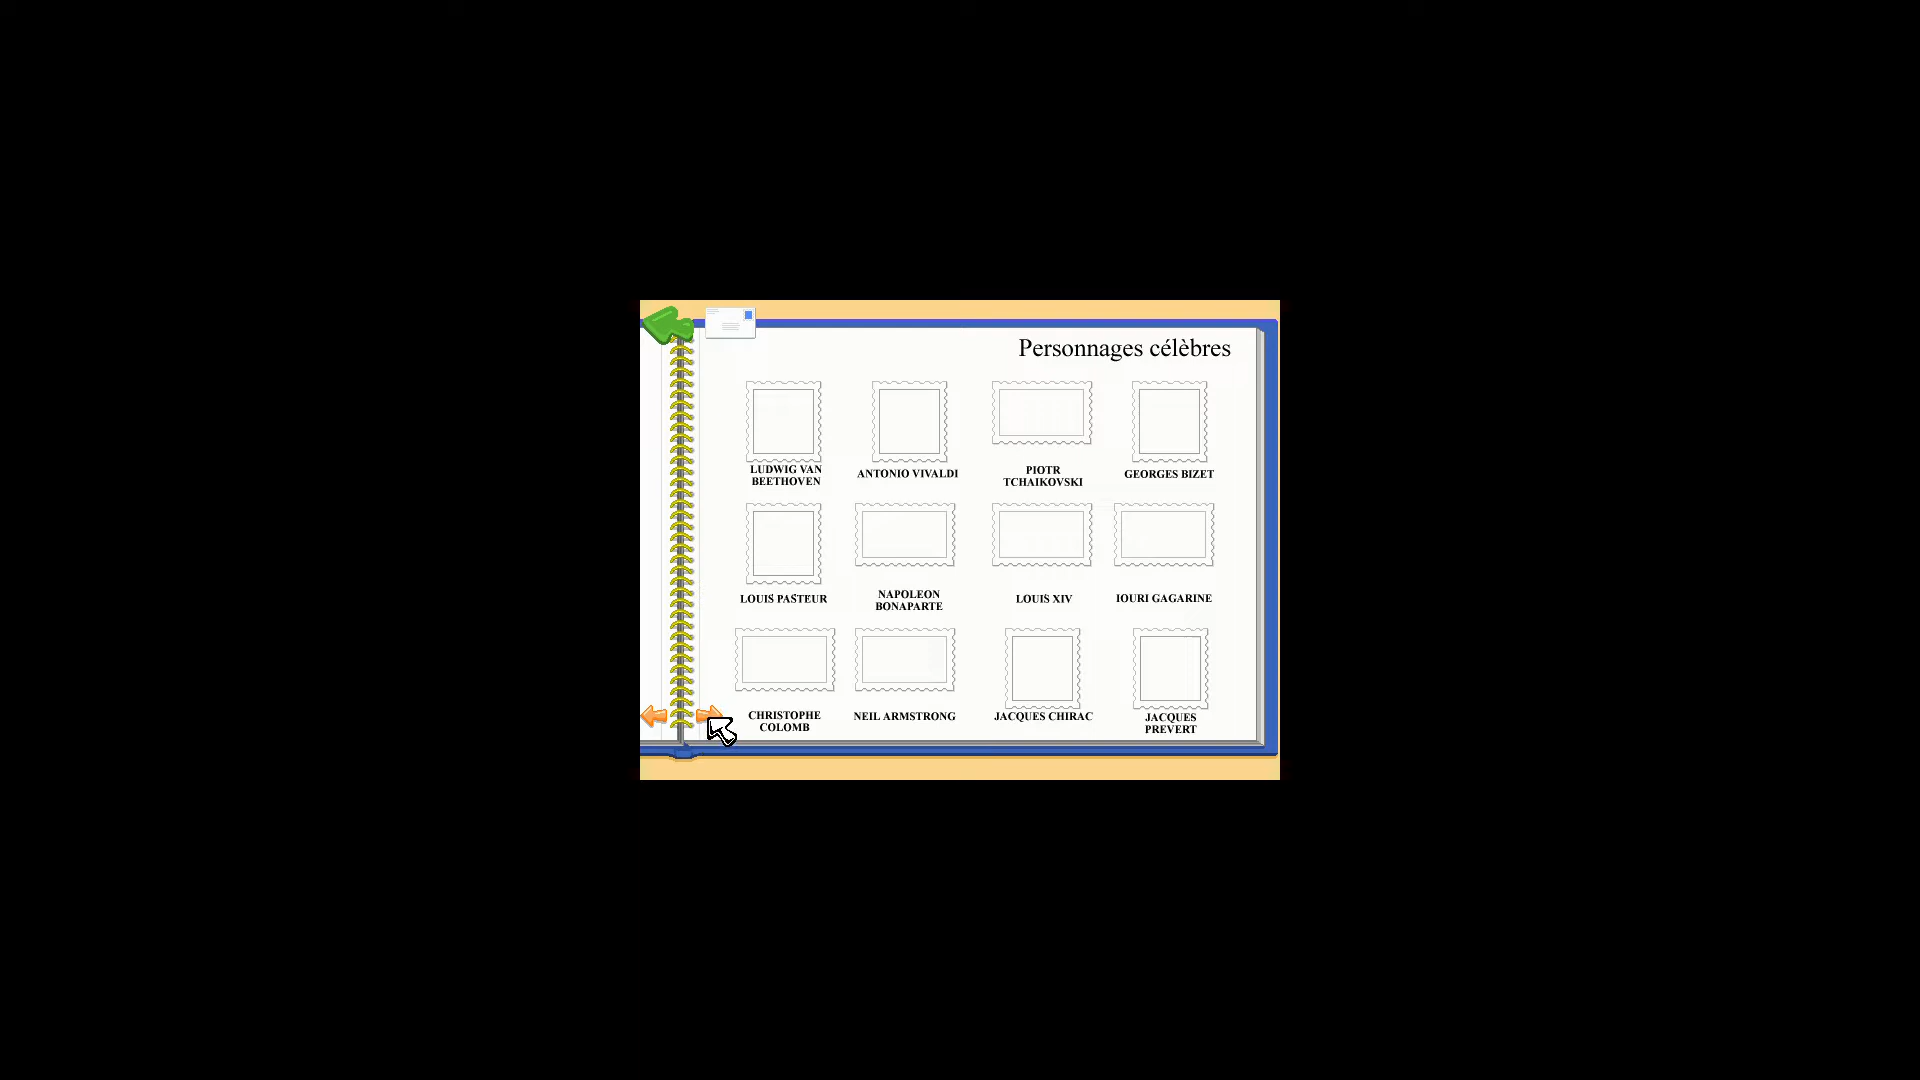 Personnages célèbres
LUDWIG VAN
BEETHOVEN
ANTONIO VIVALDI
PIOTR
TCHAIKOVSKI
GEORGES BIZET
LOUIS PASTEUR
NAPOLEON
BONAPARTE
LOUIS XIV
IOURI GAGARINE
CHRISTOPHE
COLOMB
NEIL ARMSTRONG
JACQUES CHIRAC
JACQUES
PREVERT